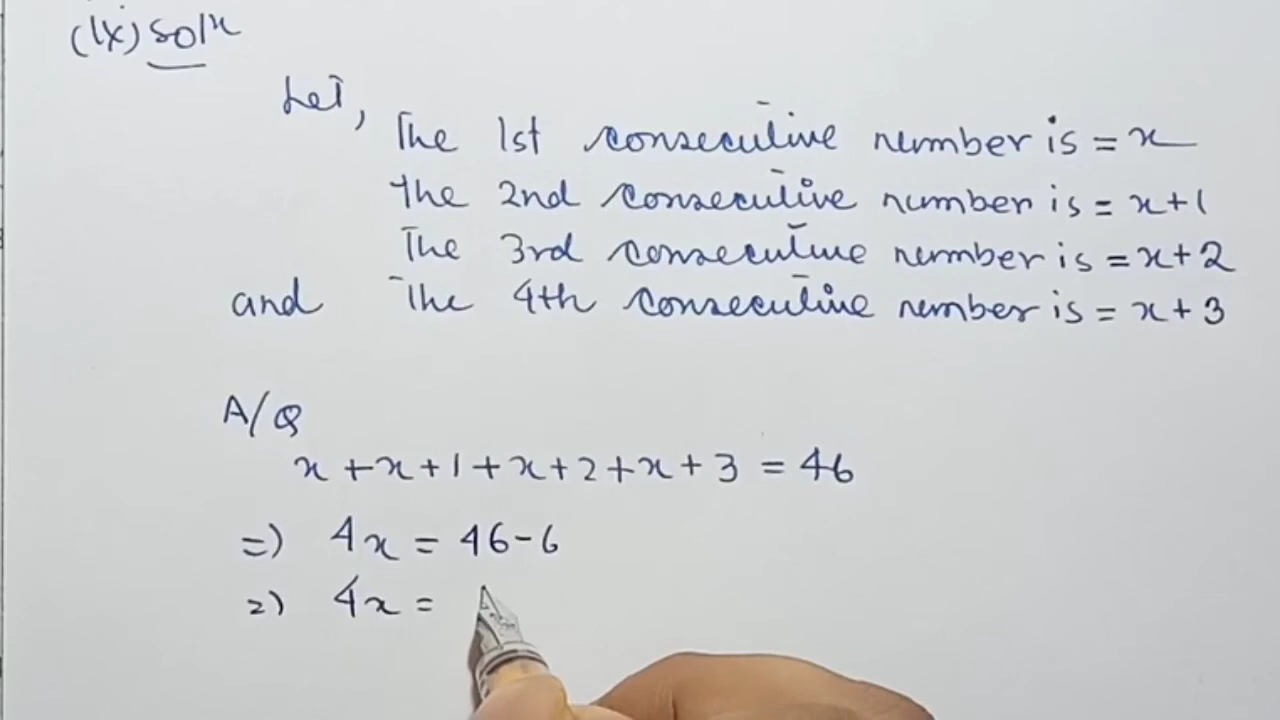 (ix) Soln
Let,
The 1st consecutive number is = x
The 2nd consecutive number is = x+1
The 3rd consecutive number is = x+2
and The 4th consecutive number is = x+3
A/Q
x+x+1+x+2+x+3 = 46
=) 4x = 46-6
=) 4x =